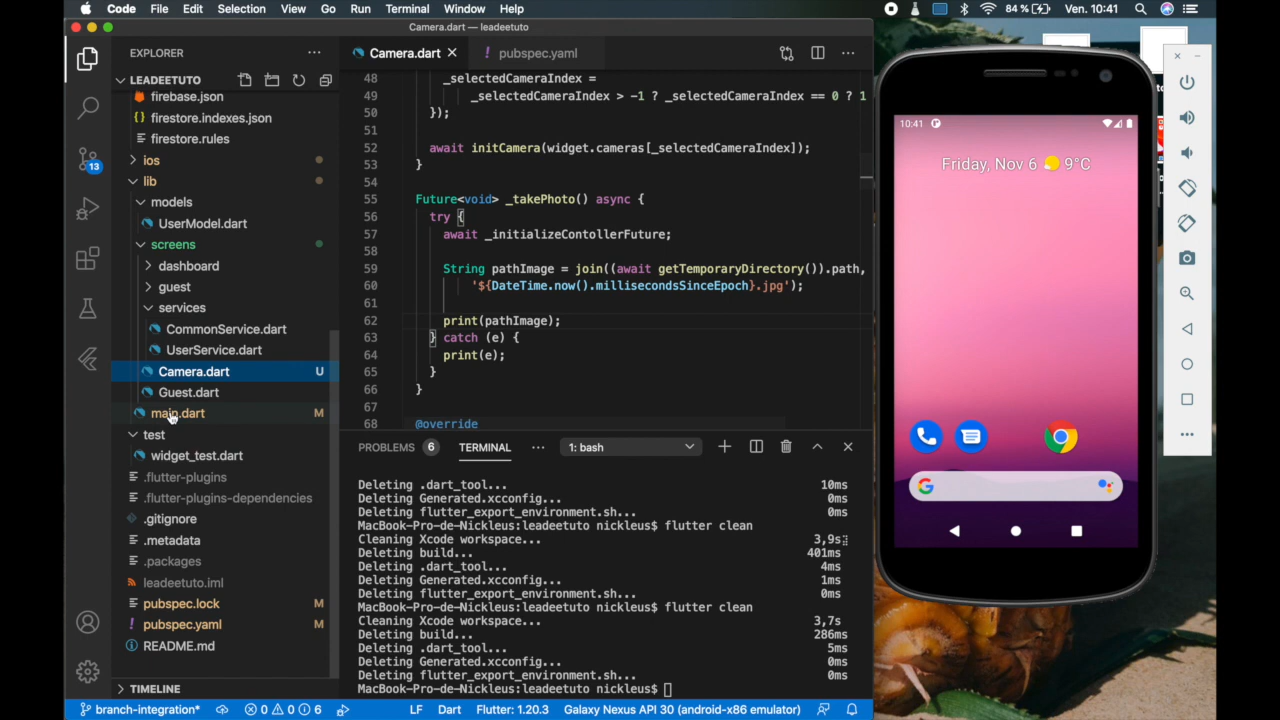 Code File Edit Selection View Go Run Terminal Window Help
84 % Ven. 10:41
Camera.dart — leadeetuto
EXPLORER
LEADEETUTO
firebase.json
firestore.indexes.json
firestore.rules
ios
lib
models
UserModel.dart
screens
dashboard
guest
services
CommonService.dart
UserService.dart
Camera.dart U
Guest.dart
main.dart M
test
widget_test.dart
.flutter-plugins
.flutter-plugins-dependencies
.gitignore
.metadata
.packages
leadeetuto.iml
pubspec.lock M
pubspec.yaml M
README.md
TIMELINE
13
Camera.dart
pubspec.yaml
48 _selectedCameraIndex =
49 _selectedCameraIndex > -1 ? _selectedCameraIndex == 0 ? 1
50 });
51
52 await initCamera(widget.cameras[_selectedCameraIndex]);
53 }
54
55 Future<void> _takePhoto() async {
56 try {
57 await _initializeContollerFuture;
58
59 String pathImage = join((await getTemporaryDirectory()).path,
60 '${DateTime.now().millisecondsSinceEpoch}.jpg');
61
62 print(pathImage);
63 } catch (e) {
64 print(e);
65 }
66 }
67
68 @override
PROBLEMS 6 TERMINAL ··· 1: bash
Deleting .dart_tool... 10ms
Deleting Generated.xcconfig... 0ms
Deleting flutter_export_environment.sh... 0ms
MacBook-Pro-de-Nickleus:leadeetuto nickleus$ flutter clean
Cleaning Xcode workspace... 3,9s
Deleting build... 401ms
Deleting .dart_tool... 4ms
Deleting Generated.xcconfig... 1ms
Deleting flutter_export_environment.sh... 0ms
MacBook-Pro-de-Nickleus:leadeetuto nickleus$ flutter clean
Cleaning Xcode workspace... 3,7s
Deleting build... 286ms
Deleting .dart_tool... 5ms
Deleting Generated.xcconfig... 0ms
Deleting flutter_export_environment.sh... 0ms
MacBook-Pro-de-Nickleus:leadeetuto nickleus$
branch-integration* 0 0 6 LF Dart Flutter: 1.20.3 Galaxy Nexus API 30 (android-x86 emulator)
10:41
Friday, Nov 6 9°C